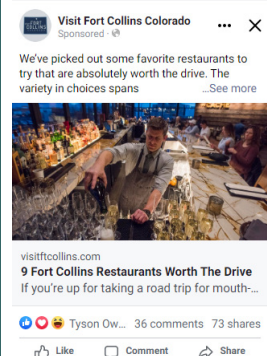 Visit Fort Collins Colorado
Sponsored ·
We've picked out some favorite restaurants to
try that are absolutely worth the drive. The
variety in choices spans ...See more
visitftcollins.com
9 Fort Collins Restaurants Worth The Drive
If you're up for taking a road trip for mouth-...
Tyson Ow... 36 comments 73 shares
Like Comment Share